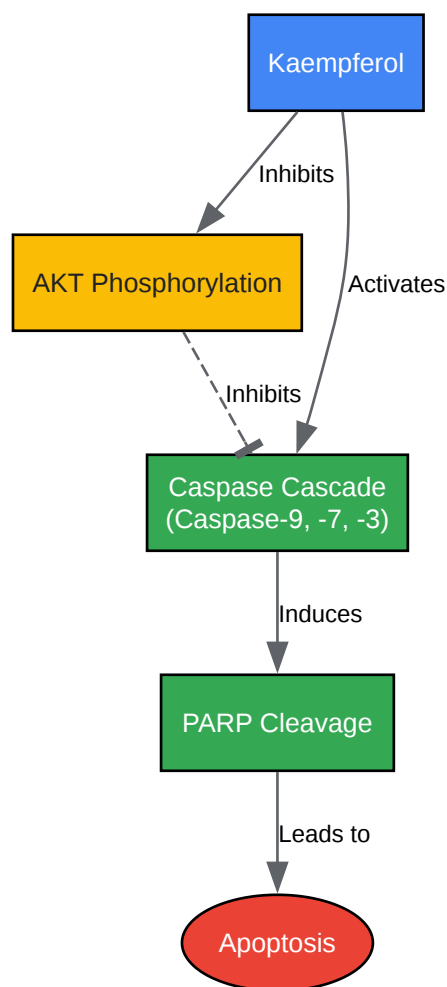 Kaempferol
Inhibits
AKT Phosphorylation
Activates
Inhibits
Caspase Cascade
(Caspase-9, -7, -3)
Induces
PARP Cleavage
Leads to
Apoptosis